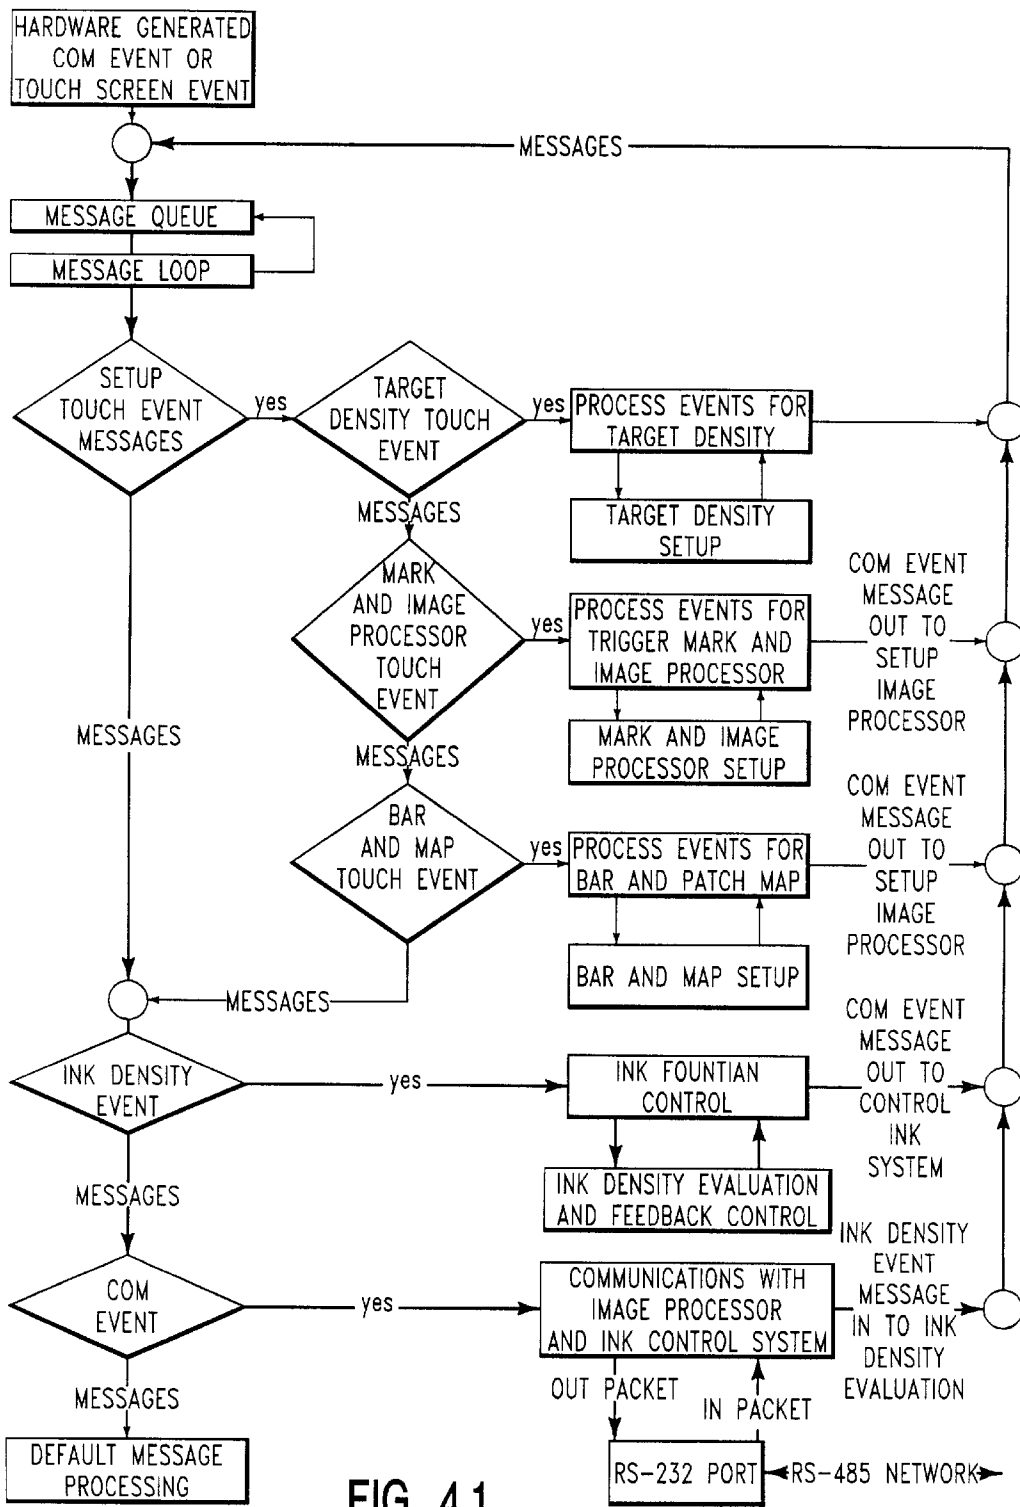 HARDWARE GENERATED
COM EVENT OR
TOUCH SCREEN EVENT
MESSAGES
MESSAGE QUEUE
MESSAGE LOOP
SETUP
TOUCH EVENT
MESSAGES
yes
TARGET
DENSITY TOUCH
EVENT
yes
PROCESS EVENTS FOR
TARGET DENSITY
TARGET DENSITY
SETUP
MESSAGES
MARK
AND IMAGE
PROCESSOR
TOUCH
EVENT
yes
PROCESS EVENTS FOR
TRIGGER MARK AND
IMAGE PROCESSOR
MARK AND IMAGE
PROCESSOR SETUP
COM EVENT
MESSAGE
OUT TO
SETUP
IMAGE
PROCESSOR
MESSAGES
MESSAGES
BAR
AND MAP
TOUCH EVENT
yes
PROCESS EVENTS FOR
BAR AND PATCH MAP
BAR AND MAP SETUP
COM EVENT
MESSAGE
OUT TO
SETUP
IMAGE
PROCESSOR
MESSAGES
INK DENSITY
EVENT
yes
INK FOUNTIAN
CONTROL
INK DENSITY EVALUATION
AND FEEDBACK CONTROL
COM EVENT
MESSAGE
OUT TO
CONTROL
INK
SYSTEM
MESSAGES
COM
EVENT
yes
COMMUNICATIONS WITH
IMAGE PROCESSOR
AND INK CONTROL SYSTEM
INK DENSITY
EVENT
MESSAGE
IN TO INK
DENSITY
EVALUATION
MESSAGES
OUT PACKET
IN PACKET
DEFAULT MESSAGE
PROCESSING
RS-232 PORT
RS-485 NETWORK
FIG. 4.1